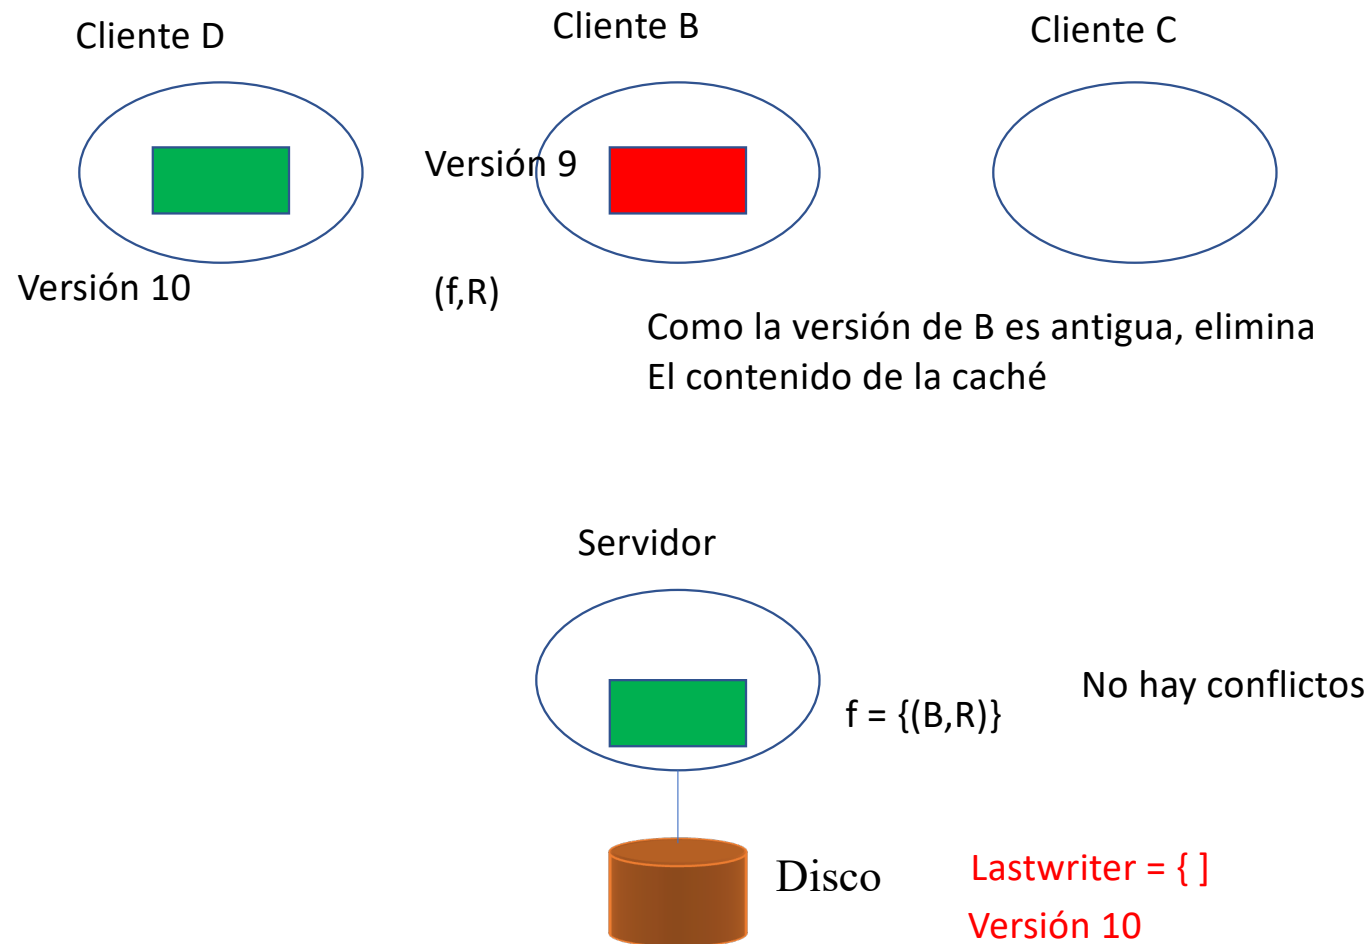 Cliente D
Cliente B
Cliente C
Versión 9
Versión 10
(f,R)
Como la versión de B es antigua, elimina
El contenido de la caché
Servidor
f = {(B,R)}
No hay conflictos
Disco
Lastwriter = { }
Versión 10